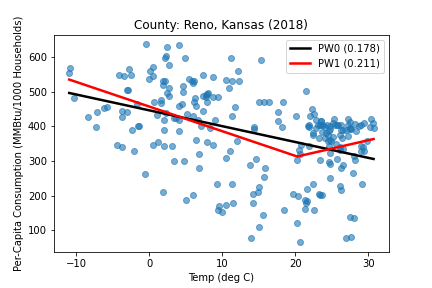 County: Reno, Kansas (2018)
Per-Capita Consumption (MMBtu/1000 Households)
600
500
400
300
200
100
PW0 (0.178)
PW1 (0.211)
−10
0
10
20
30
Temp (deg C)